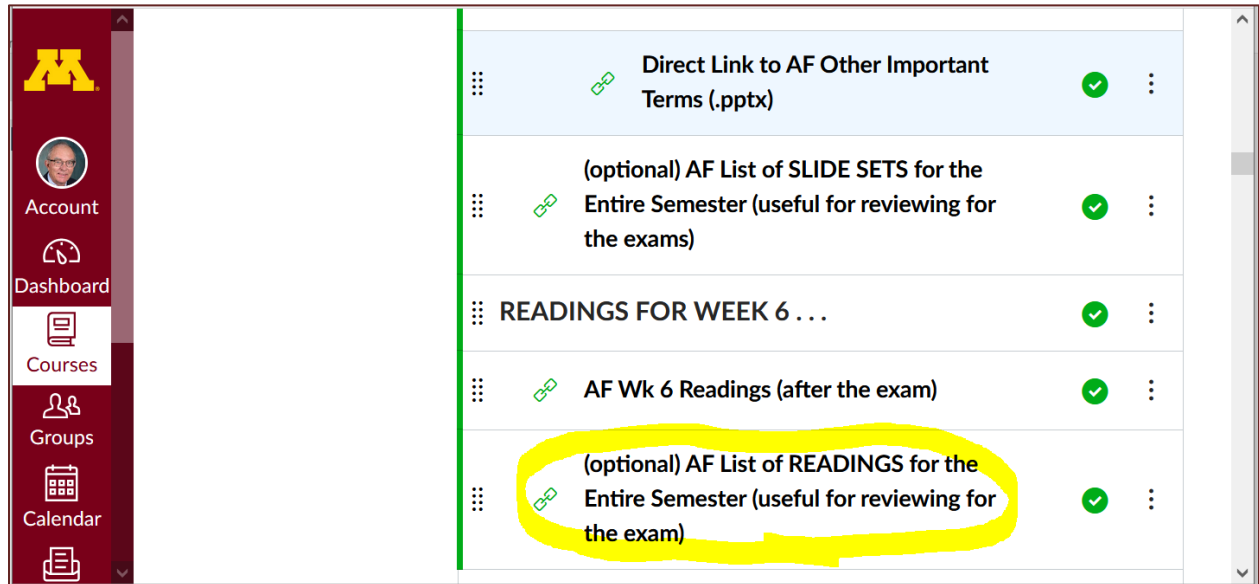 M
Account
Dashboard
Courses
Groups
Calendar
Direct Link to AF Other Important
Terms (.pptx)
(optional) AF List of SLIDE SETS for the
Entire Semester (useful for reviewing for
the exams)
READINGS FOR WEEK 6 . . .
AF Wk 6 Readings (after the exam)
(optional) AF List of READINGS for the
Entire Semester (useful for reviewing for
the exam)